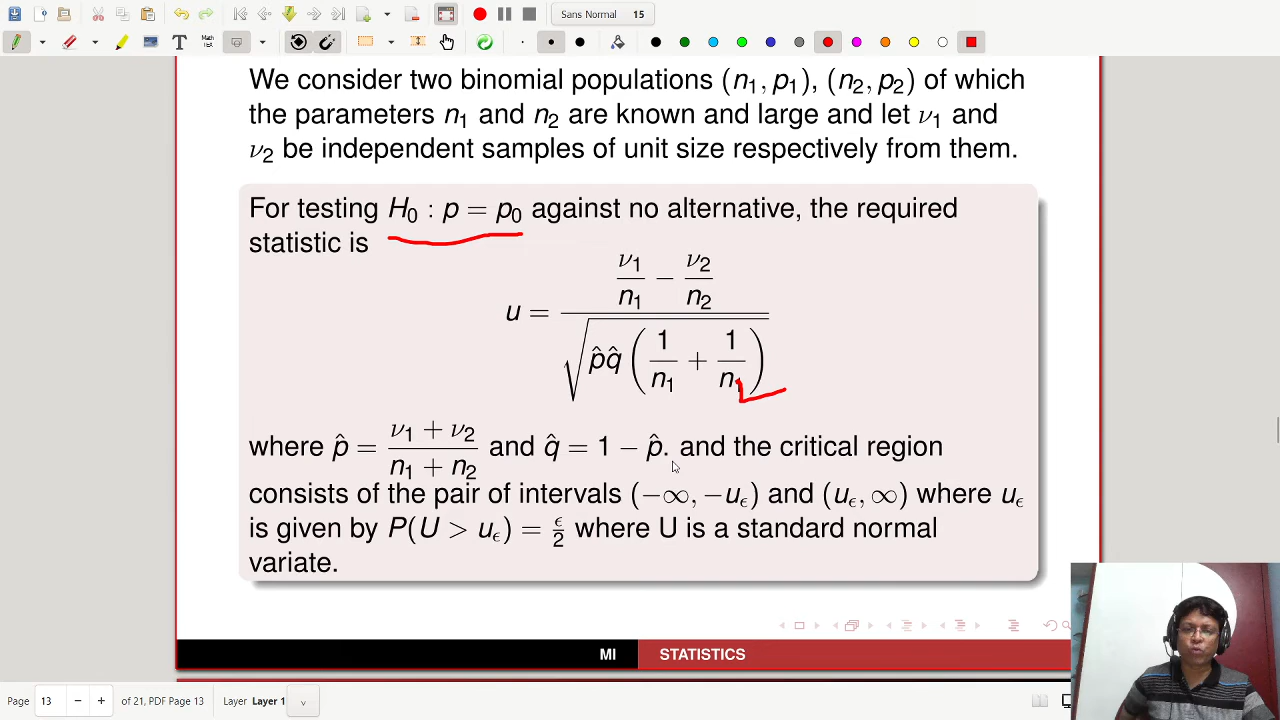 Sans Normal 15
We consider two binomial populations (n₁, p₁), (n₂, p₂) of which
the parameters n₁ and n₂ are known and large and let ν₁ and
ν₂ be independent samples of unit size respectively from them.
For testing H₀ : p = p₀ against no alternative, the required
statistic is
u = (ν₁/n₁ − ν₂/n₂) / √(p̂q̂ (1/n₁ + 1/n₁))
where p̂ = (ν₁ + ν₂)/(n₁ + n₂) and q̂ = 1 − p̂. and the critical region
consists of the pair of intervals (−∞, −uϵ) and (uϵ, ∞) where uϵ
is given by P(U > uϵ) = ϵ/2 where U is a standard normal
variate.
MI STATISTICS
Page 13 of 21, PDF Page 13 Layer Layer 1